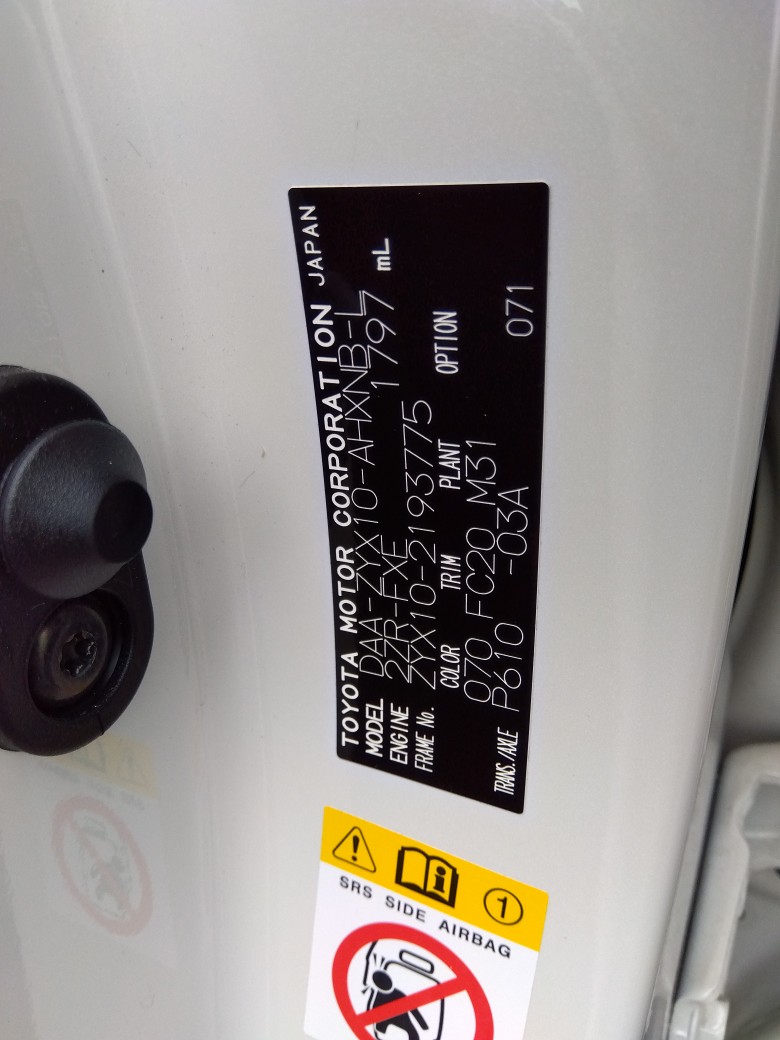 TOYOTA MOTOR CORPORATION JAPAN
MODEL DAA-ZYX10-AHXNB-L
ENGINE 2ZR-FXE 1797 mL
FRAME No. ZYX10-2193775
COLOR TRIM PLANT OPTION
070 FC20 M31
TRANS./AXLE P610 -03A 071
1
SRS SIDE AIRBAG